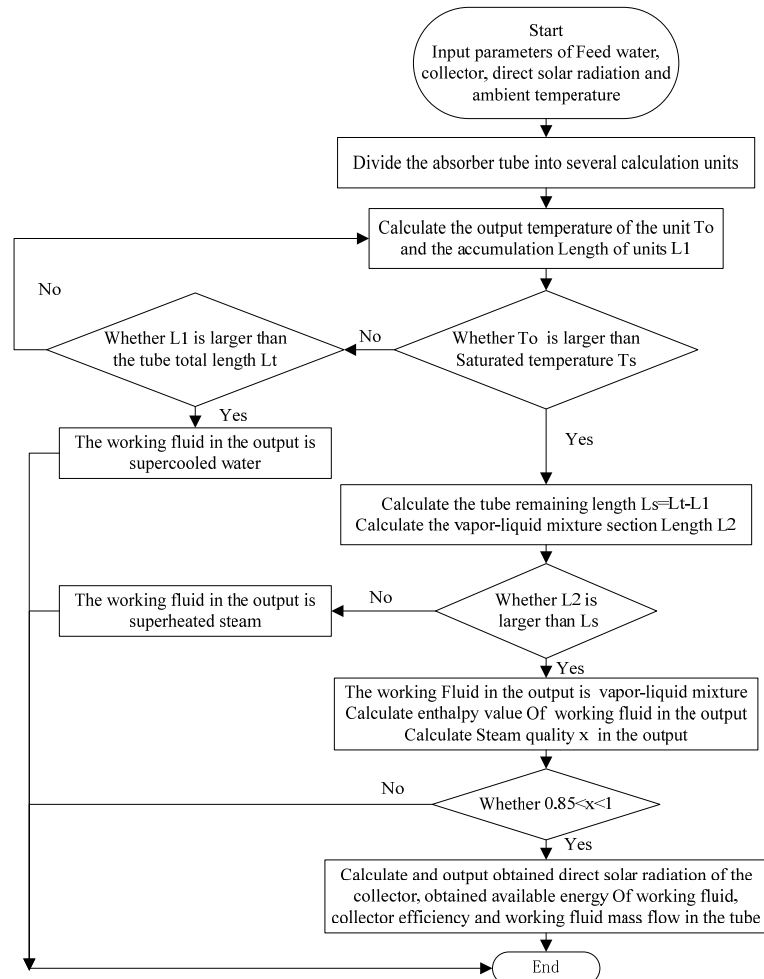 Start
Input parameters of Feed water,
collector, direct solar radiation and
ambient temperature
Divide the absorber tube into several calculation units
Calculate the output temperature of the unit To
and the accumulation Length of units L1
No
Whether L1 is larger than
the tube total length Lt
No
Whether To is larger than
Saturated temperature Ts
Yes
The working fluid in the output is
supercooled water
Yes
Calculate the tube remaining length Ls=Lt-L1
Calculate the vapor-liquid mixture section Length L2
The working fluid in the output is
superheated steam
No
Whether L2 is
larger than Ls
Yes
The working Fluid in the output is vapor-liquid mixture
Calculate enthalpy value Of working fluid in the output
Calculate Steam quality x in the output
No
Whether 0.85<x<1
Yes
Calculate and output obtained direct solar radiation of the
collector, obtained available energy Of working fluid,
collector efficiency and working fluid mass flow in the tube
End